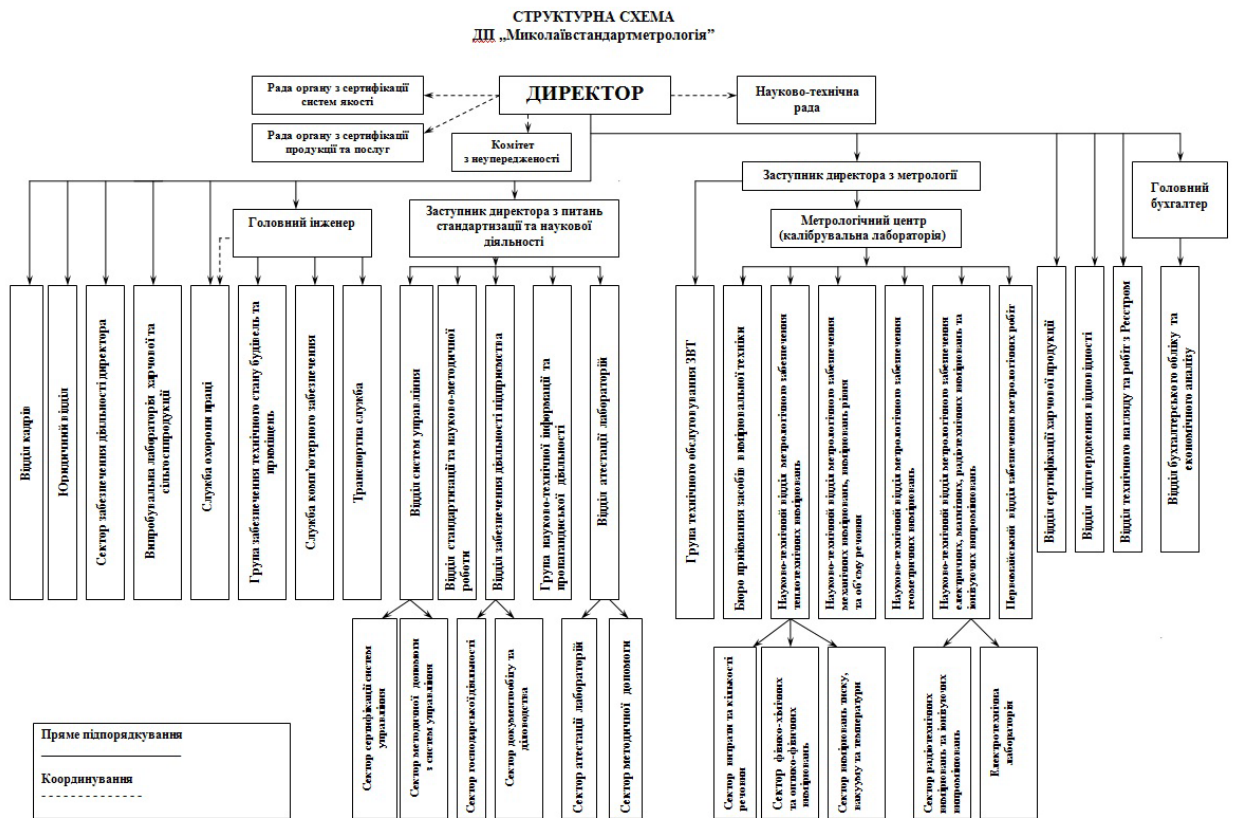 СТРУКТУРНА СХЕМА
ДП „Миколаївстандартметрологія”
Рада органу з сертифікації
систем якості
ДИРЕКТОР
Науково-технічна
рада
Рада органу з сертифікації
продукції та послуг
Комітет
з неупередженості
Головний інженер
Заступник директора з питань
стандартизації та наукової
діяльності
Заступник директора з метрології
Метрологічний центр
(калібрувальна лабораторія)
Головний
бухгалтер
Відділ кадрів
Юридичний відділ
Сектор забезпечення діяльності директора
Випробувальна лабораторія харчової та
сільгосппродукції
Служба охорони праці
Група забезпечення технічного стану будівель та
приміщень
Служба комп’ютерного забезпечення
Транспортна служба
Відділ систем управління
Відділ стандартизації та науково-методичної
роботи
Відділ забезпечення діяльності підприємства
Група науково-технічної інформації та
пропагандиської діяльності
Відділ атестації лабораторій
Група технічного обслуговування ЗВТ
Бюро приймання засобів вимірювальної техніки
Науково-технічний відділ метрологічного забезпечення
теплотехнічних вимірювань
Науково-технічний відділ метрологічного забезпечення
механічних вимірювань, вимірювань рівня
та об’єму речовин
Науково-технічний відділ метрологічного забезпечення
геометричних вимірювань
Науково-технічний відділ метрологічного забезпечення
електричних, магнітних, радіотехнічних вимірювань та
іонізуючих випромінювань
Первомайський відділ забезпечення метрологічних робіт
Відділ сертифікації харчової продукції
Відділ підтвердження відповідності
Відділ технічного нагляду та робіт з Реєстром
Відділ бухгалтерського обліку та
економічного аналізу
Сектор сертифікації систем
управління
Сектор методичної допомоги
з систем управління
Сектор господарської діяльності
Сектор документообігу та
діловодства
Сектор атестації лабораторій
Сектор методичної допомоги
Сектор витрати та кількості
речовин
Сектор фізико-хімічних
та оптико-фізичних
вимірювань
Сектор вимірювань тиску,
вакууму та температури
Сектор радіотехнічних
вимірювань та іонізуючих
випромінювань
Електротехнічна
лабораторія
Пряме підпорядкування
Координування